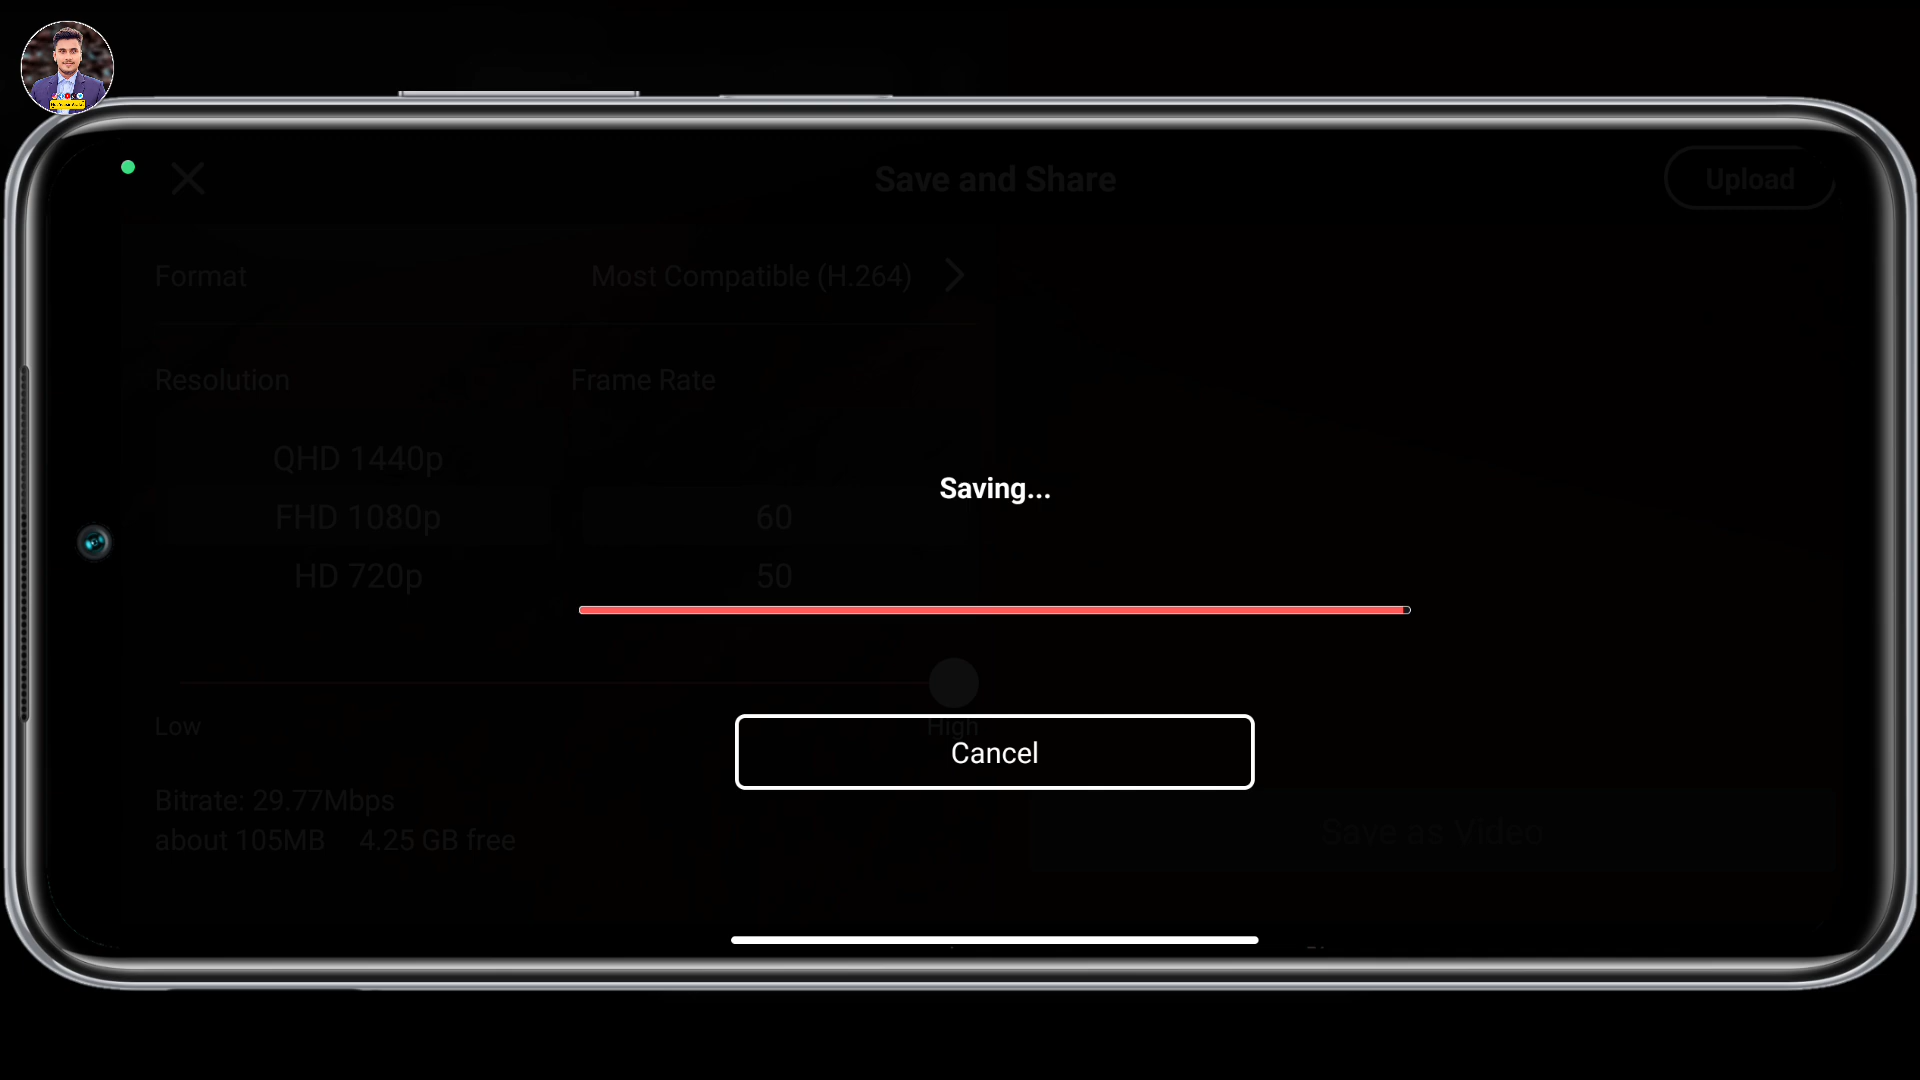 Save and Share
Upload
Format
Most Compatible (H.264)
Resolution
Frame Rate
QHD 1440p
FHD 1080p
60
HD 720p
50
Saving...
Low
High
Cancel
Bitrate: 29.77Mbps
about 105MB 4.25 GB free
Save as Video